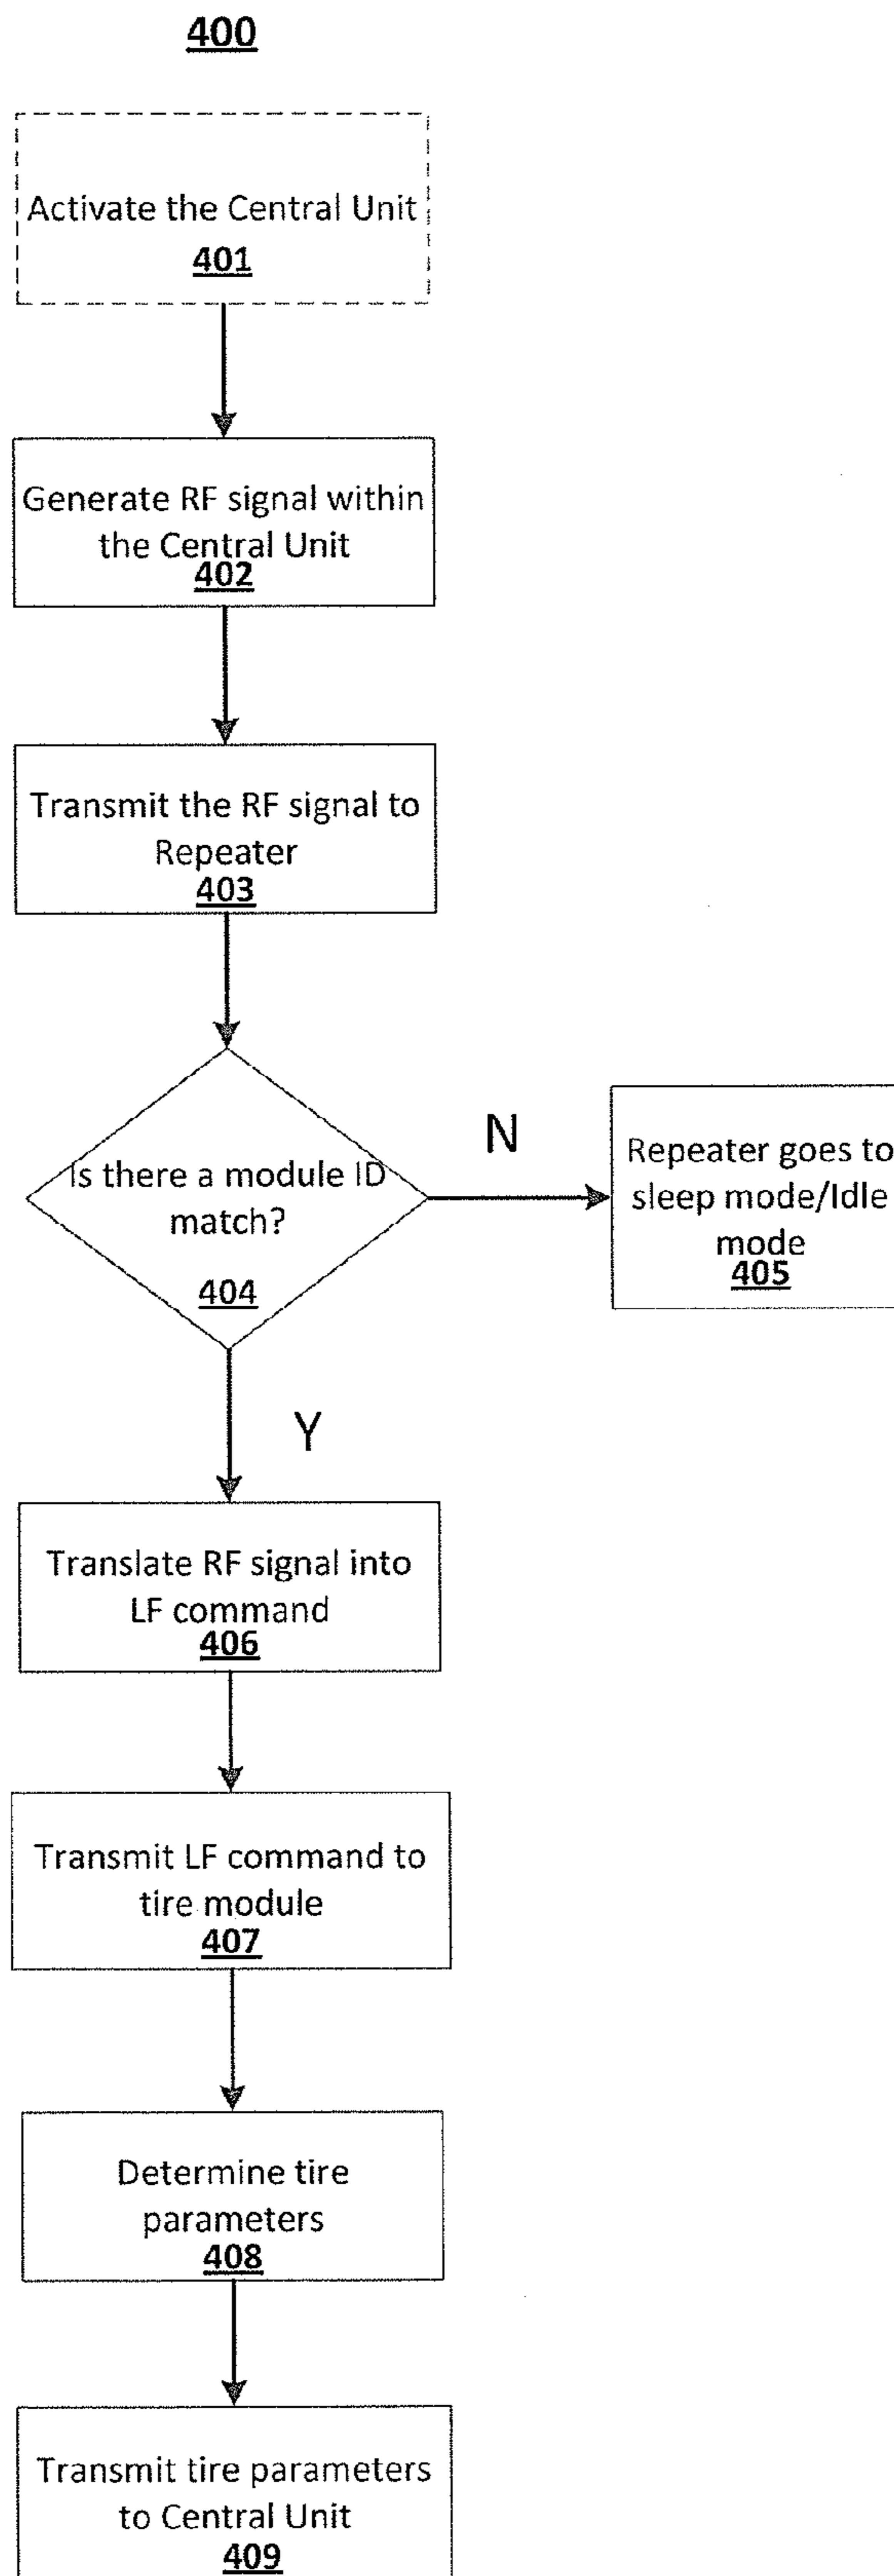 400
Activate the Central Unit
401
Generate RF signal within
the Central Unit
402
Transmit the RF signal to
Repeater
403
Is there a module ID
match?
404
N
Repeater goes to
sleep mode/Idle
mode
405
Y
Translate RF signal into
LF command
406
Transmit LF command to
tire module
407
Determine tire
parameters
408
Transmit tire parameters
to Central Unit
409